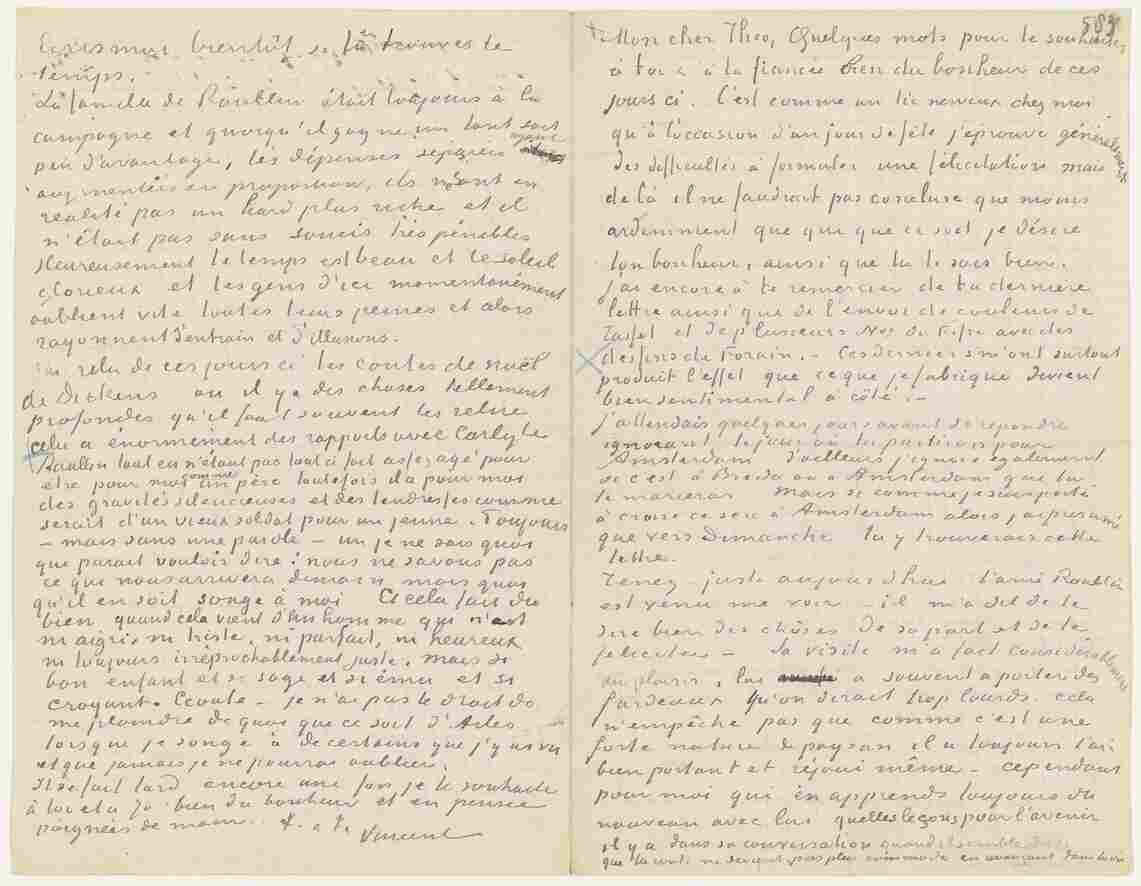 583
Mon cher Theo, Quelques mots pour te souhaiter
à toi & à ta fiancée bien du bonheur de ces
jours ci. C'est comme un tic nerveux chez moi
qu'à l'occasion d'un jour de fête j'éprouve généralement
des difficultés à formuler une félicitation mais
de là il ne faudrait pas conclure que moins
ardemment que qui que ce soit je désire
ton bonheur, ainsi que tu le sais bien.
J'ai encore à te remercier de ta dernière
lettre ainsi que de l'envoi de couleurs de
Tasset et de plusieurs Nos du Fifre avec des
dessins du Forain. – Ces derniers m'ont surtout
produit l'effet que ce que je fabrique devient
bien sentimental à côté. –
J'attendais quelques jours avant de répondre
ignorant le jour où tu partirais pour
Amsterdam d'ailleurs j'ignore également
si c'est à Breda ou à Amsterdam que tu
te marieras Mais si comme je suis porté
à croire ce sera à Amsterdam alors j'ai présumé
que vers Dimanche tu y trouverais cette
lettre.
Tenez – juste aujourd'hui l'ami Roulin
est venu me voir – il m'a dit de te
dire bien des choses de sa part et de te
feliciter – Sa visite m'a fait considérablement
du plaisir, lui a souvent à porter des
fardeaux qu'on dirait trop lourds. cela
n'empêche pas que comme c'est une
forte nature de paysan il a toujours l'air
bien portant et réjoui même – cependant
pour moi qui en apprends toujours du
nouveau avec lui quelles leçons pour l'avenir
il y a dans sa conversation quand il semble dire
que la route ne devient pas plus commode en avançant dans la vie
Ecris moi bientôt si tu en trouves le
temps.
La famille de Roulin était toujours à la
campagne et quoiqu'il gagne un tant soit
peu d'avantage, les dépenses séparées ayant
augmentées en proportion, ils ne sont en
realité pas un liard plus riche et il
n'était pas sans soucis très pénibles
Heureusement le temps est beau et le soleil
glorieux et les gens d'ici momentanément
oublient vite toutes leurs peines et alors
rayonnent d'entrain et d'illusions.
J'ai relu de ces jours ci les contes de noël
de Dickens ou il y a des choses tellement
profondes qu'il faut souvent les relire
cela a énormement des rapports avec Carlyle
Roulin tout en n'étant pas tout à fait assez agé pour
être pour moi comme un père toutefois il a pour moi
des gravités silencieuses et des tendresses comme
serait d'un vieux soldat pour un jeune. Toujours
– mais sans une parole – un je ne sais quoi
que parait vouloir dire: nous ne savons pas
ce que nous arrivera demain, mais quoi
qu'il en soit songe à moi Et cela fait du
bien quand cela vient d'un homme qui n'est
ni aigri, ni triste, ni parfait, ni heureux
ni toujours irréprochablement juste. mais si
bon enfant et si sage et si ému et si
croyant. Ecoute – je n'ai pas le droit de
me plaindre de quoi que ce soit d'Arles
lorsque je songe à de certains que j'y ai vu
et que jamais je ne pourrai oublier.
Il se fait tard encore une fois je te souhaite
à toi et à Jo bien du bonheur et en pensée
poignées de main. t. à t.
Vincent